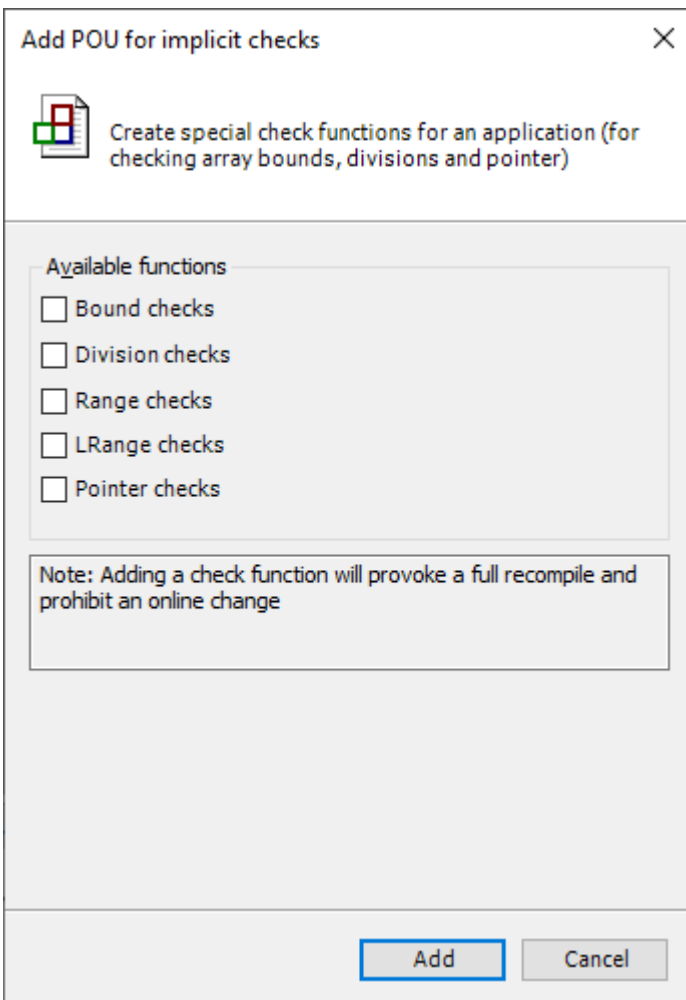 Add POU for implicit checks
Create special check functions for an application (for
checking array bounds, divisions and pointer)
Available functions
Bound checks
Division checks
Range checks
LRange checks
Pointer checks
Note: Adding a check function will provoke a full recompile and
prohibit an online change
Add
Cancel